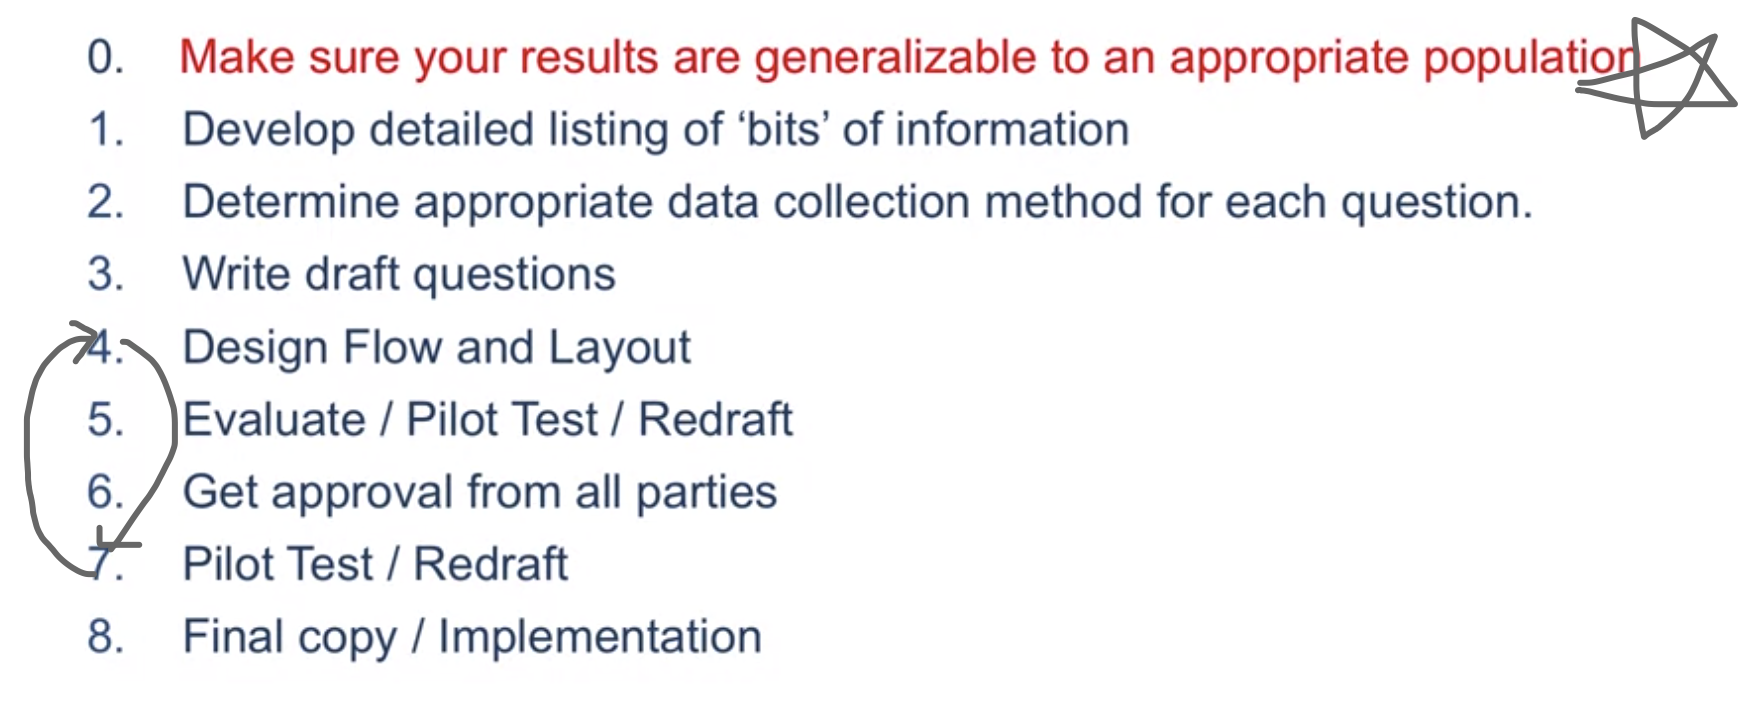 0. Make sure your results are generalizable to an appropriate population
1. Develop detailed listing of ‘bits’ of information
2. Determine appropriate data collection method for each question.
3. Write draft questions
4. Design Flow and Layout
5. Evaluate / Pilot Test / Redraft
6. Get approval from all parties
7. Pilot Test / Redraft
8. Final copy / Implementation